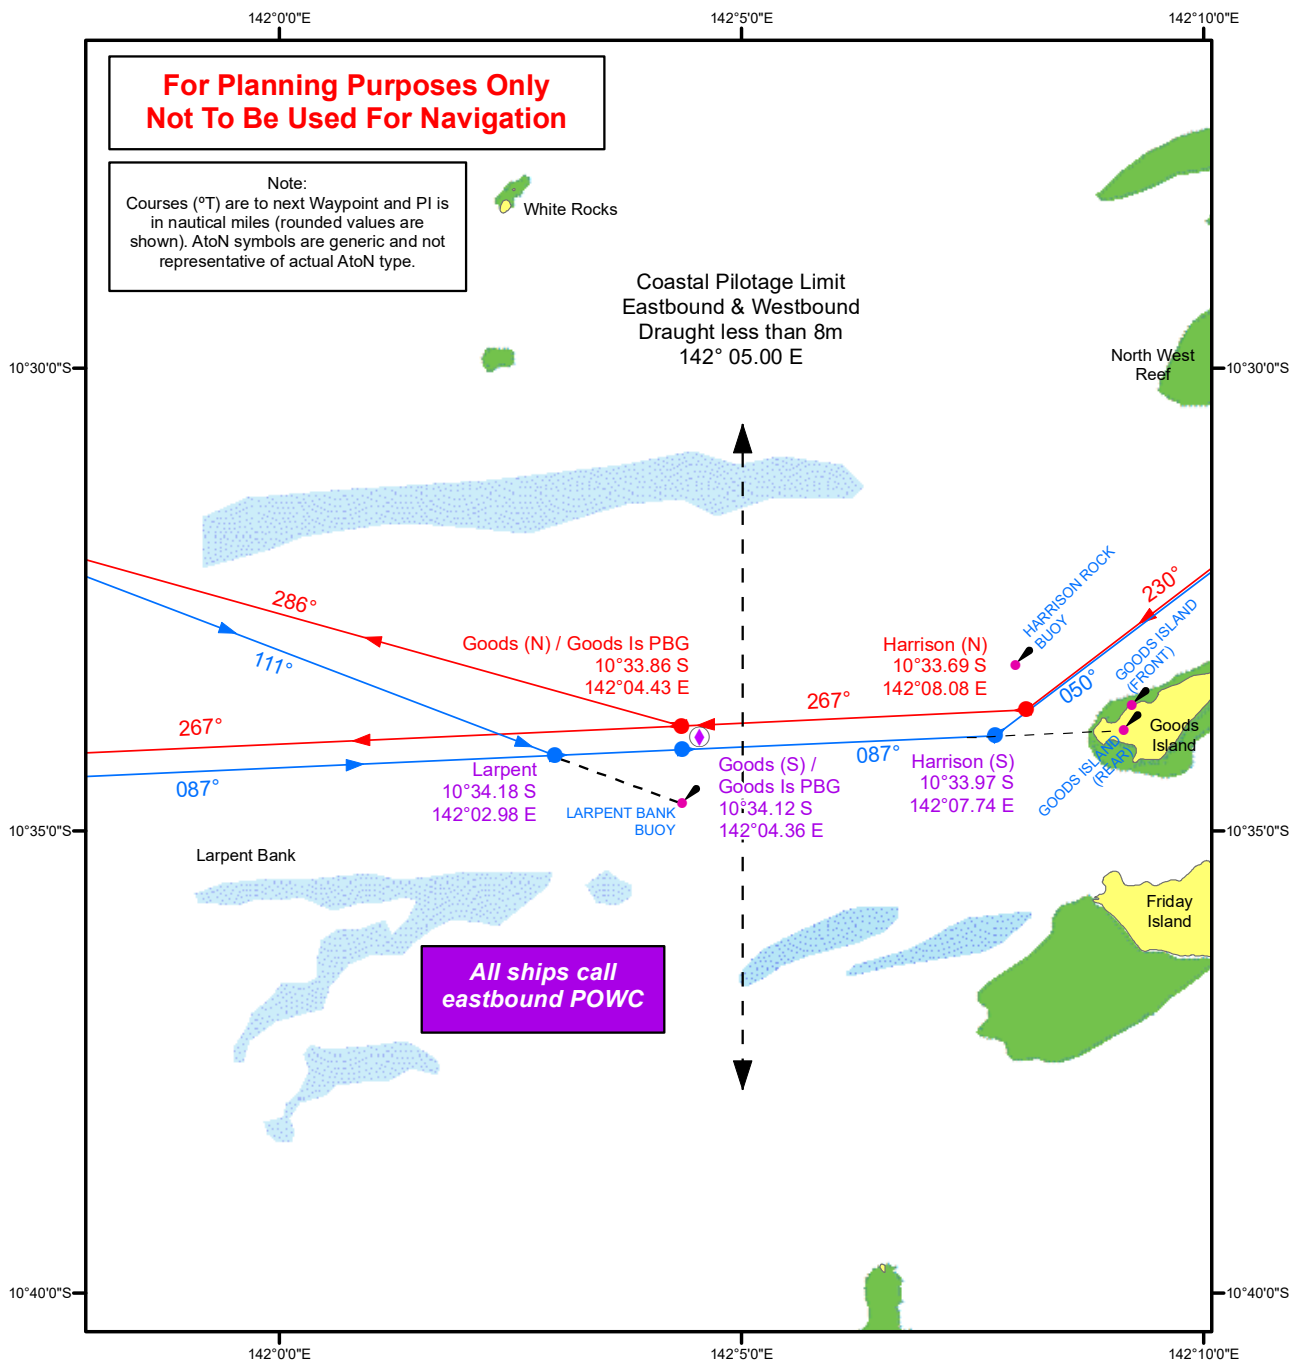 142°0'0"E
142°5'0"E
142°10'0"E
For Planning Purposes Only
Not To Be Used For Navigation
Note:
Courses (ºT) are to next Waypoint and PI is
in nautical miles (rounded values are
shown). AtoN symbols are generic and not
representative of actual AtoN type.
White Rocks
Coastal Pilotage Limit
Eastbound & Westbound
Draught less than 8m
142° 05.00 E
North West
Reef
10°30'0"S
10°30'0"S
286°
111°
267°
087°
Goods (N) / Goods Is PBG
10°33.86 S
142°04.43 E
267°
Harrison (N)
10°33.69 S
142°08.08 E
HARRISON ROCK
BUOY
230°
050°
GOODS ISLAND
(FRONT)
Goods
Island
GOODS ISLAND
(REAR)
087°
Harrison (S)
10°33.97 S
142°07.74 E
Larpent
10°34.18 S
142°02.98 E
LARPENT BANK
BUOY
Goods (S) /
Goods Is PBG
10°34.12 S
142°04.36 E
10°35'0"S
10°35'0"S
Larpent Bank
Friday
Island
All ships call
eastbound POWC
10°40'0"S
10°40'0"S
142°0'0"E
142°5'0"E
142°10'0"E